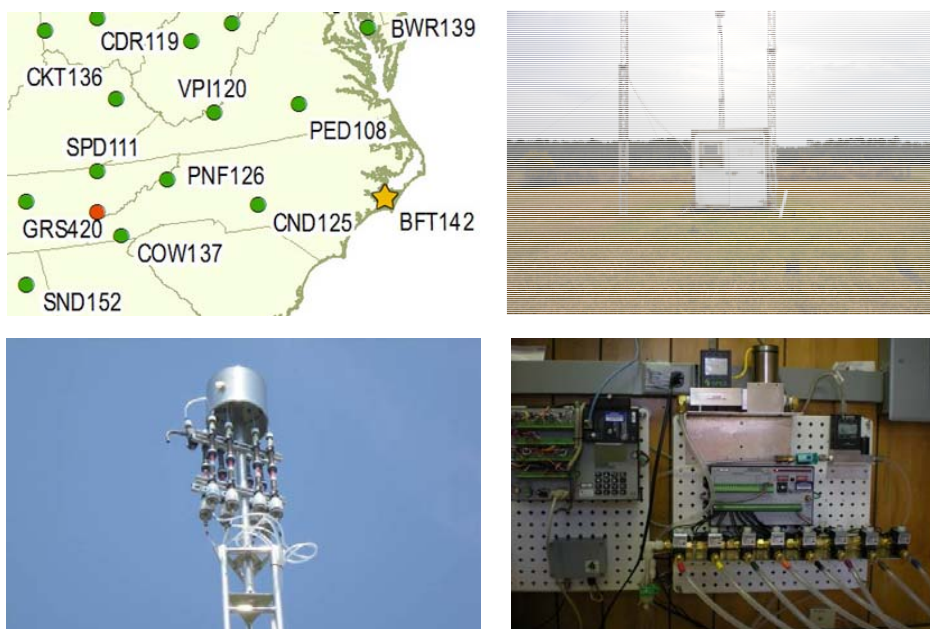 CDR119
BWR139
CKT136
VPI120
PED108
SPD111
PNF126
GRS420
CND125
BFT142
COW137
SND152